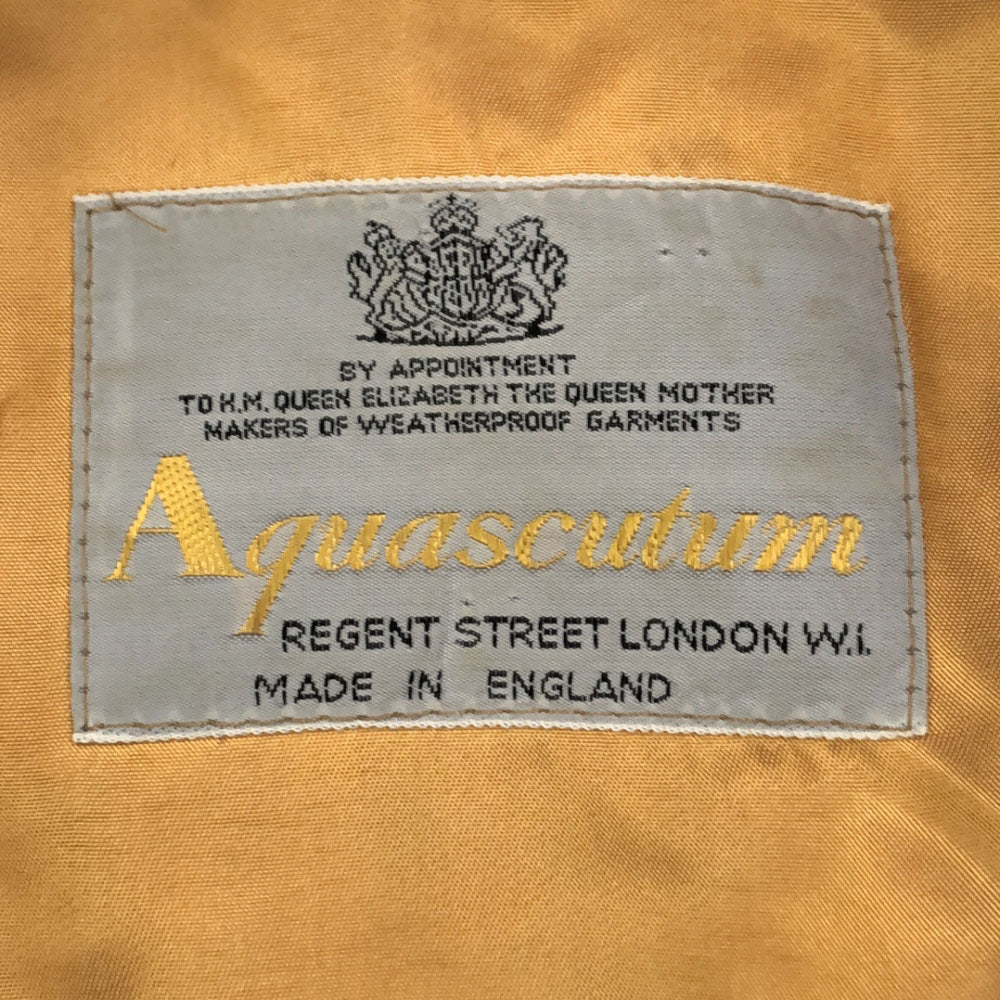 BY APPOINTMENT
TO H.M. QUEEN ELIZABETH THE QUEEN MOTHER
MAKERS OF WEATHERPROOF GARMENTS
Aquascutum
REGENT STREET LONDON W.1.
MADE IN ENGLAND